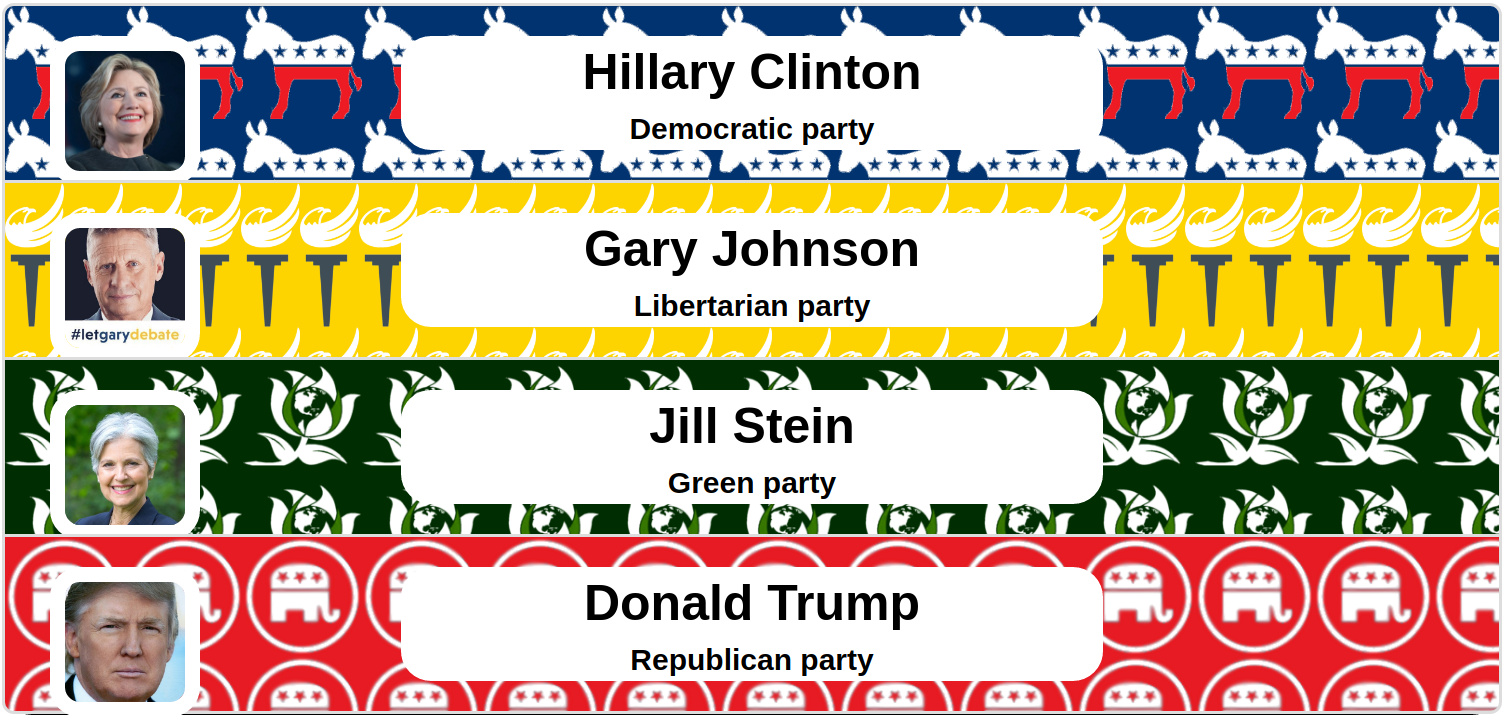 Hillary Clinton
Democratic party
Gary Johnson
Libertarian party
#letgarydebate
Jill Stein
Green party
Donald Trump
Republican party